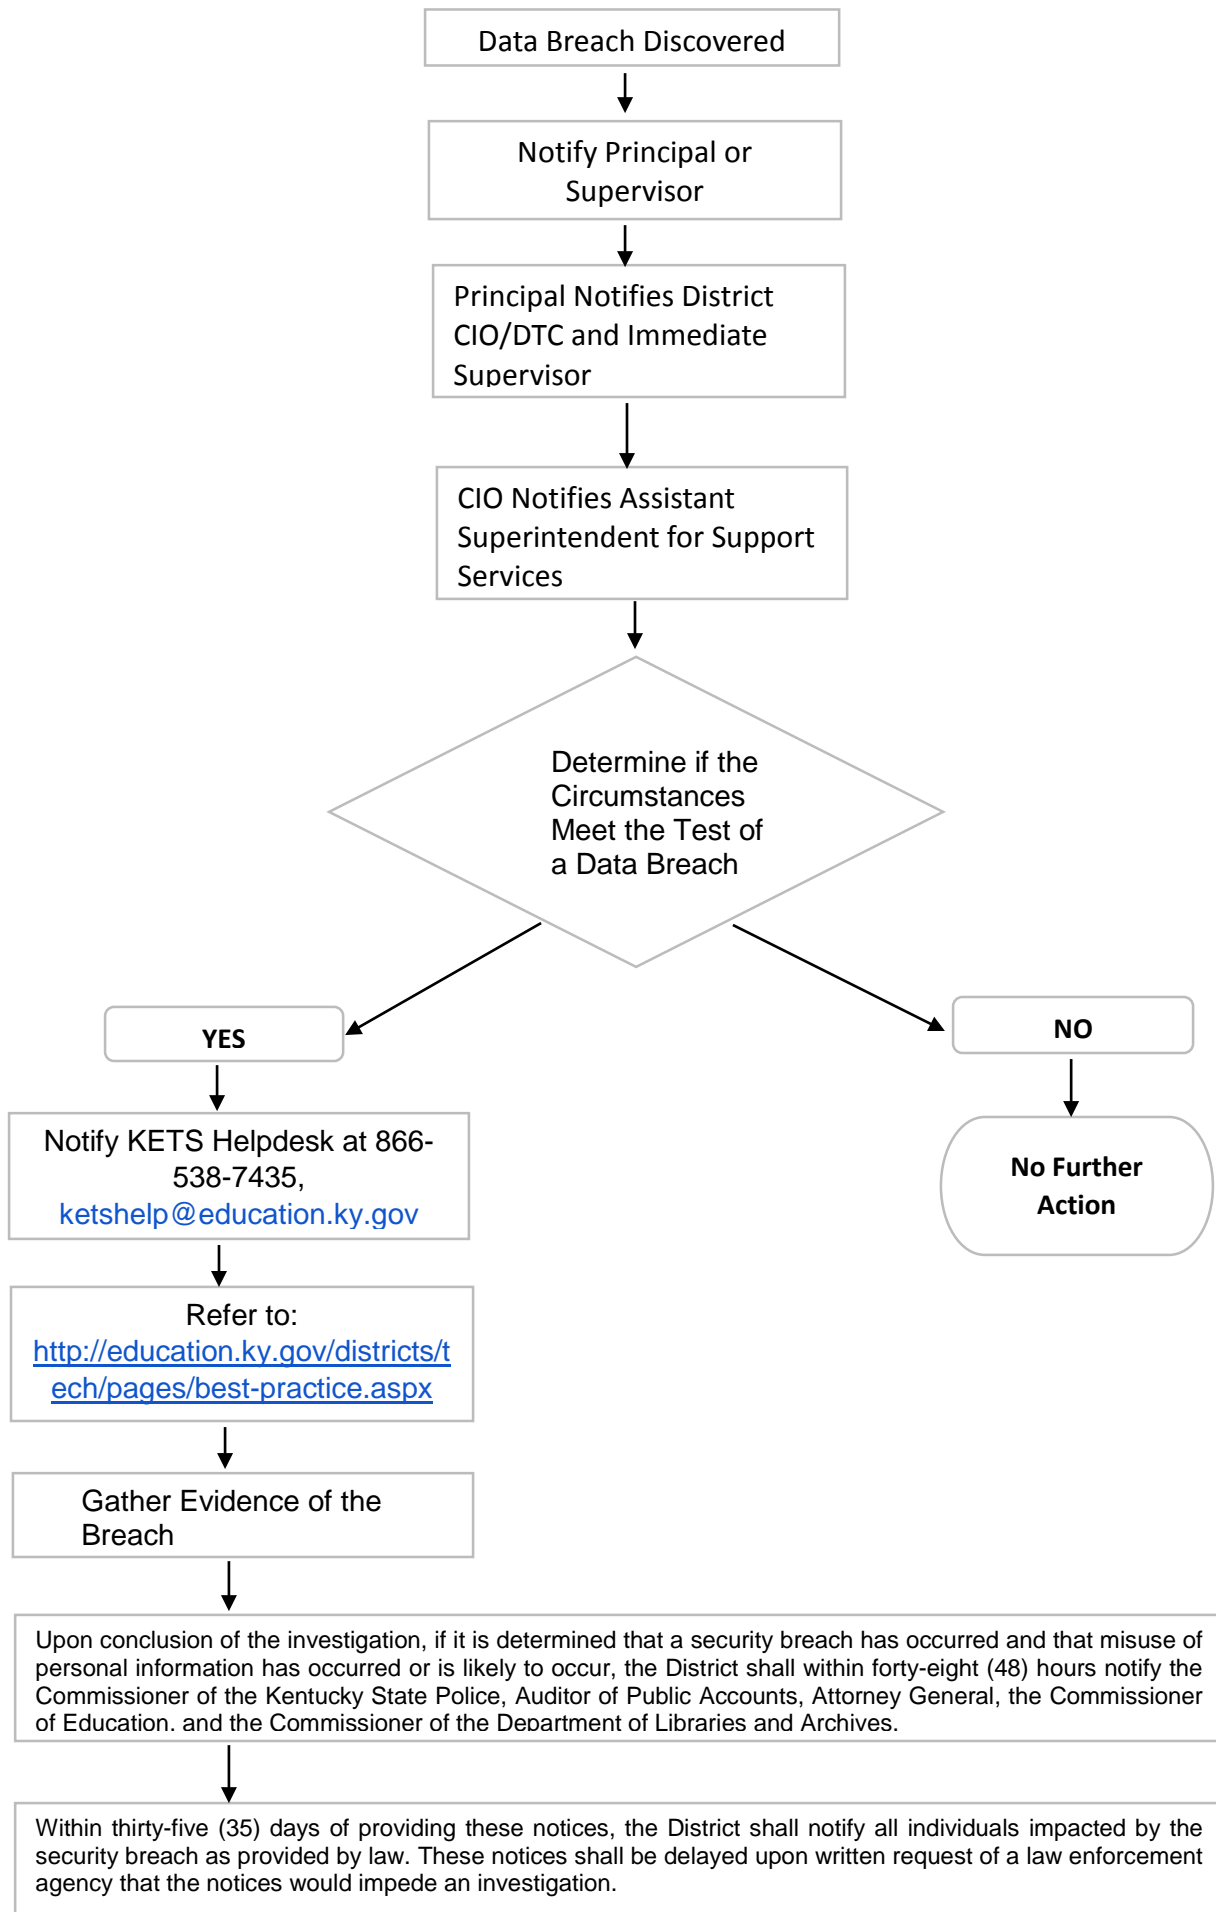 Data Breach Discovered
Notify Principal or
Supervisor
Principal Notifies District
CIO/DTC and Immediate
Supervisor
CIO Notifies Assistant
Superintendent for Support
Services
Determine if the
Circumstances
Meet the Test of
a Data Breach
YES
NO
Notify KETS Helpdesk at 866-
538-7435,
ketshelp@education.ky.gov
No Further
Action
Refer to:
http://education.ky.gov/districts/t
ech/pages/best-practice.aspx
Gather Evidence of the
Breach
Upon conclusion of the investigation, if it is determined that a security breach has occurred and that misuse of
personal information has occurred or is likely to occur, the District shall within forty-eight (48) hours notify the
Commissioner of the Kentucky State Police, Auditor of Public Accounts, Attorney General, the Commissioner
of Education, and the Commissioner of the Department of Libraries and Archives.
Within thirty-five (35) days of providing these notices, the District shall notify all individuals impacted by the
security breach as provided by law. These notices shall be delayed upon written request of a law enforcement
agency that the notices would impede an investigation.